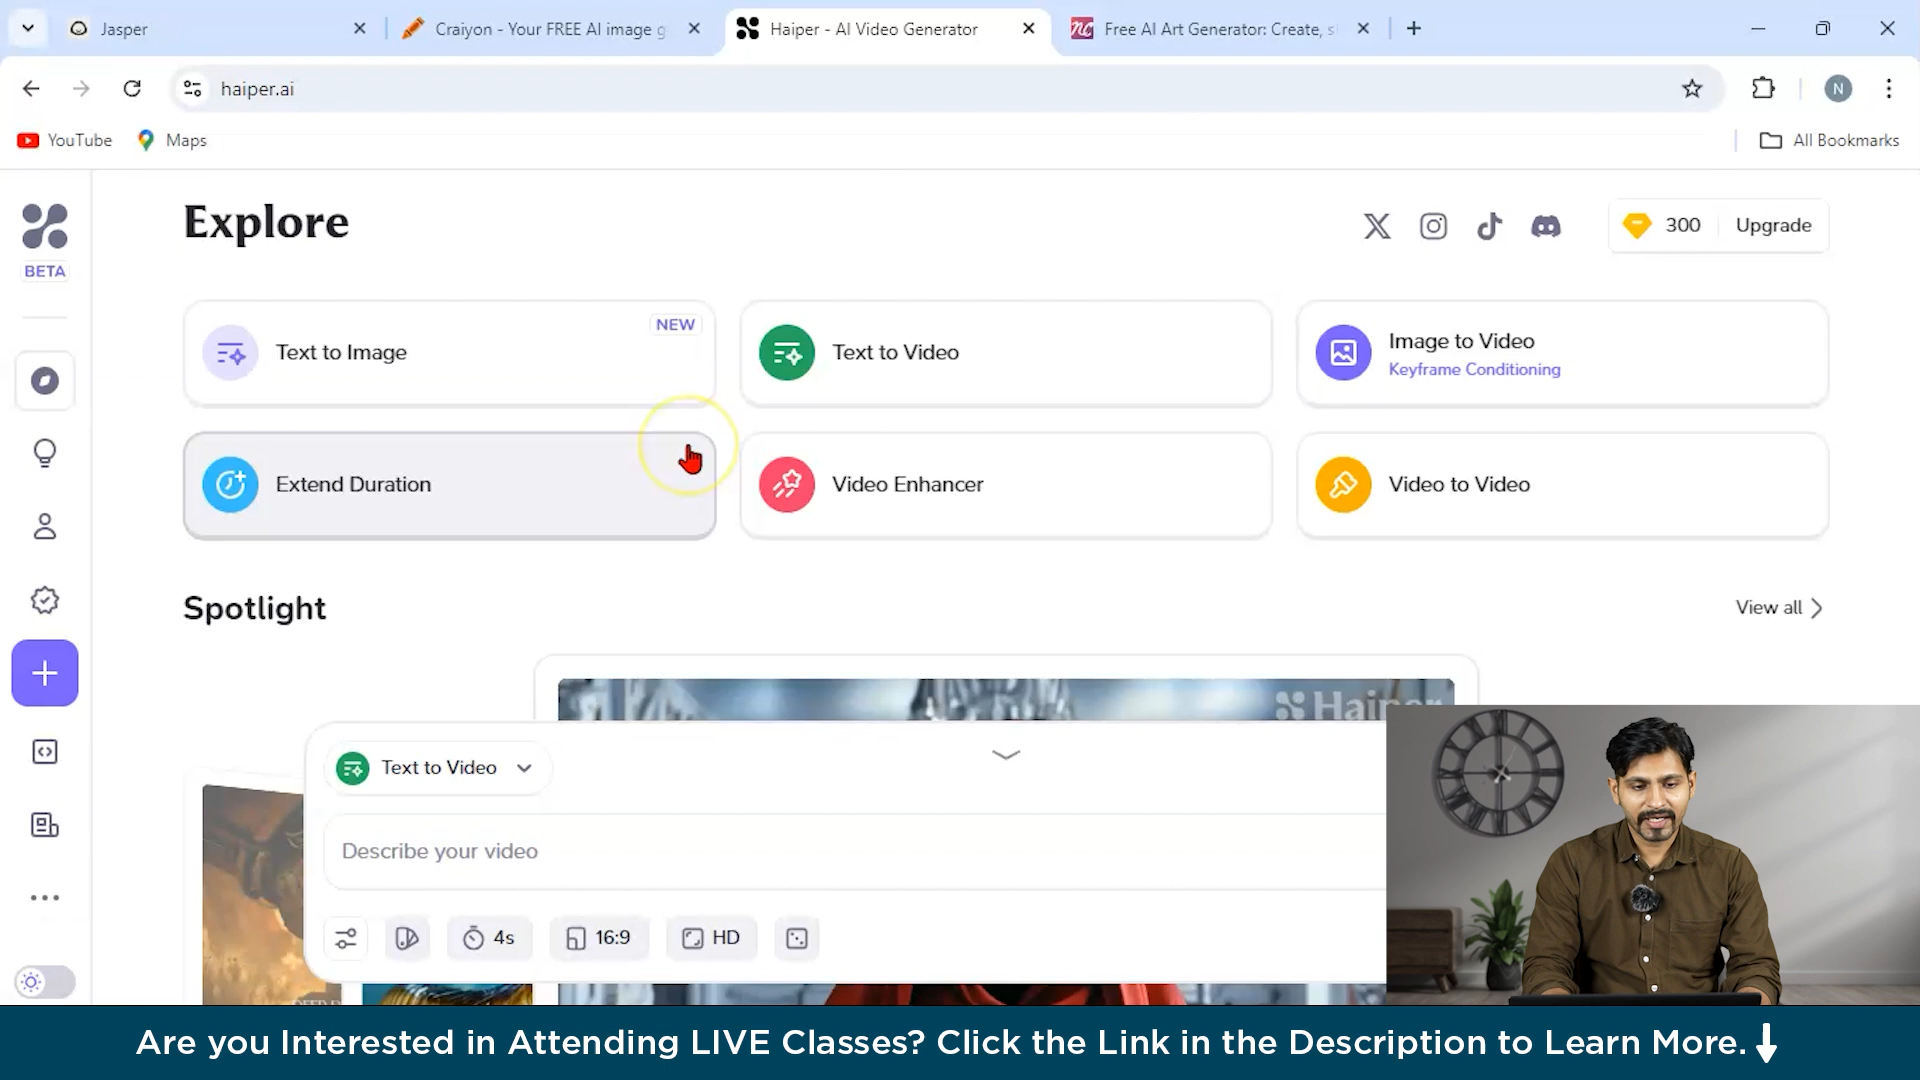 Jasper
Craiyon - Your FREE AI image g
Haiper - AI Video Generator
Free AI Art Generator: Create, s
haiper.ai
N
YouTube
Maps
All Bookmarks
Explore
300
Upgrade
BETA
NEW
Text to Image
Text to Video
Image to Video
Keyframe Conditioning
Extend Duration
Video Enhancer
Video to Video
Spotlight
View all
Haiper
Text to Video
Describe your video
4s
16:9
HD
Are you Interested in Attending LIVE Classes? Click the Link in the Description to Learn More.